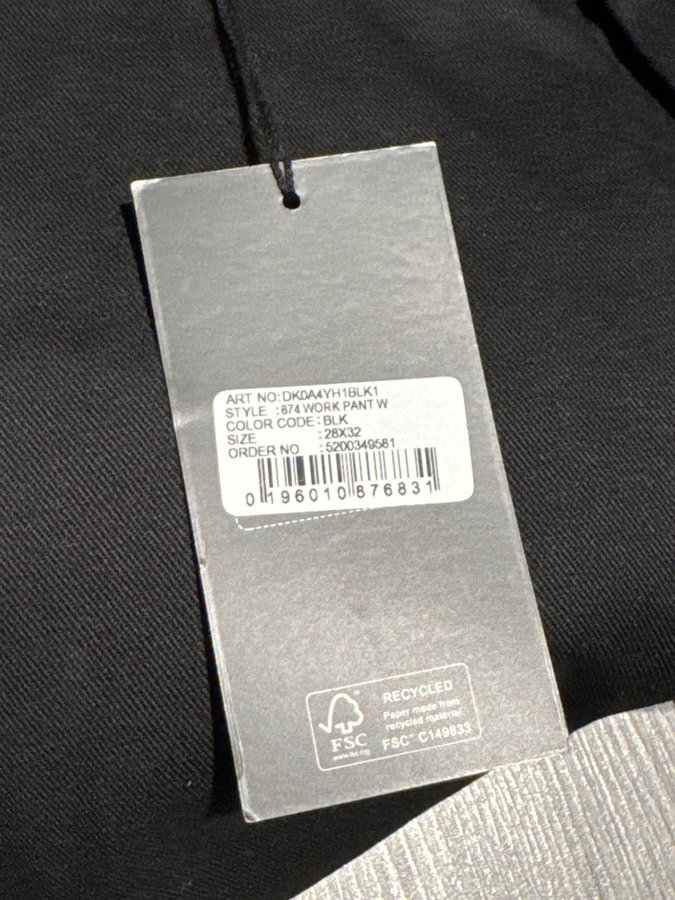 ART NO:DK0A4YH1BLK1
STYLE :874 WORK PANT W
COLOR CODE:BLK
SIZE :28X32
ORDER NO :5200349581
0 196010 876831
RECYCLED
Paper made from
recycled material
FSC™ C149833
FSC
www.fsc.org